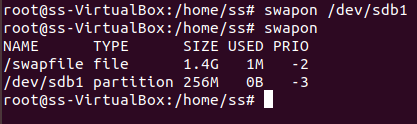 root@ss-VirtualBox:/home/ss# swapon /dev/sdb1
root@ss-VirtualBox:/home/ss# swapon
NAME      TYPE      SIZE USED PRIO
/swapfile file      1.4G   1M   -2
/dev/sdb1 partition 256M   0B   -3
root@ss-VirtualBox:/home/ss#